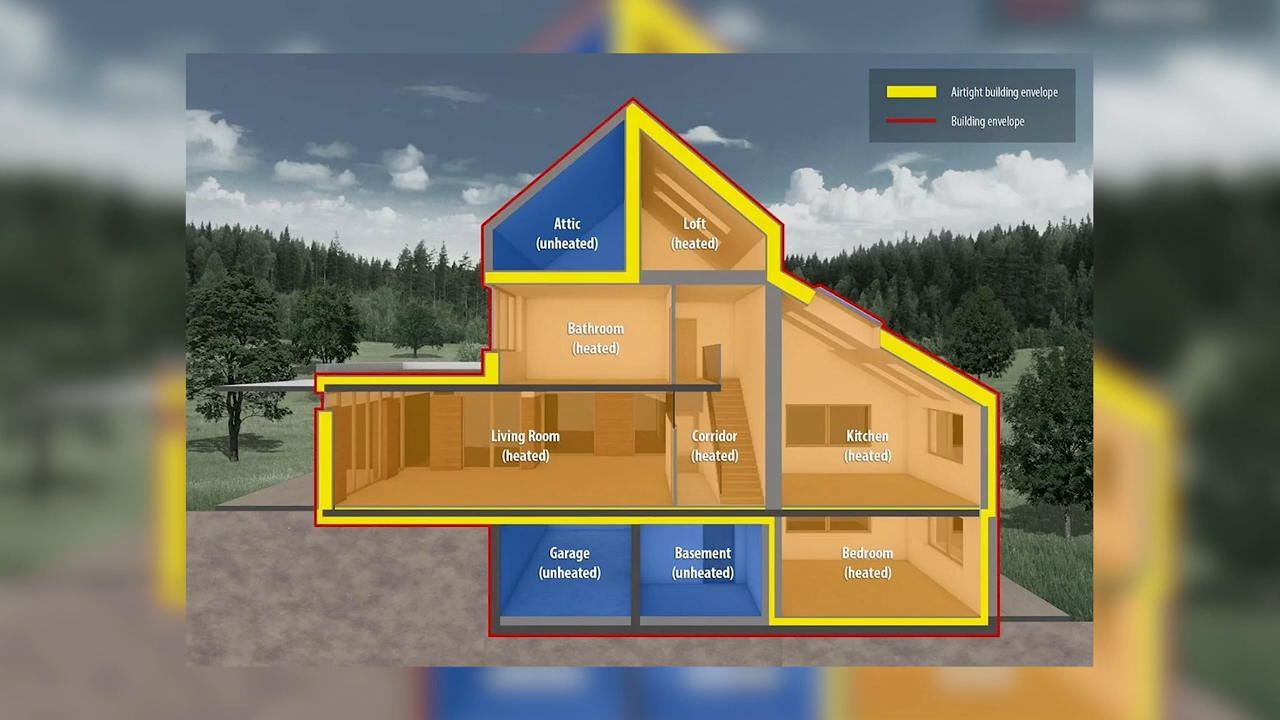 Airtight building envelope
Building envelope
Attic
(unheated)
Loft
(heated)
Bathroom
(heated)
Living Room
(heated)
Corridor
(heated)
Kitchen
(heated)
Garage
(unheated)
Basement
(unheated)
Bedroom
(heated)